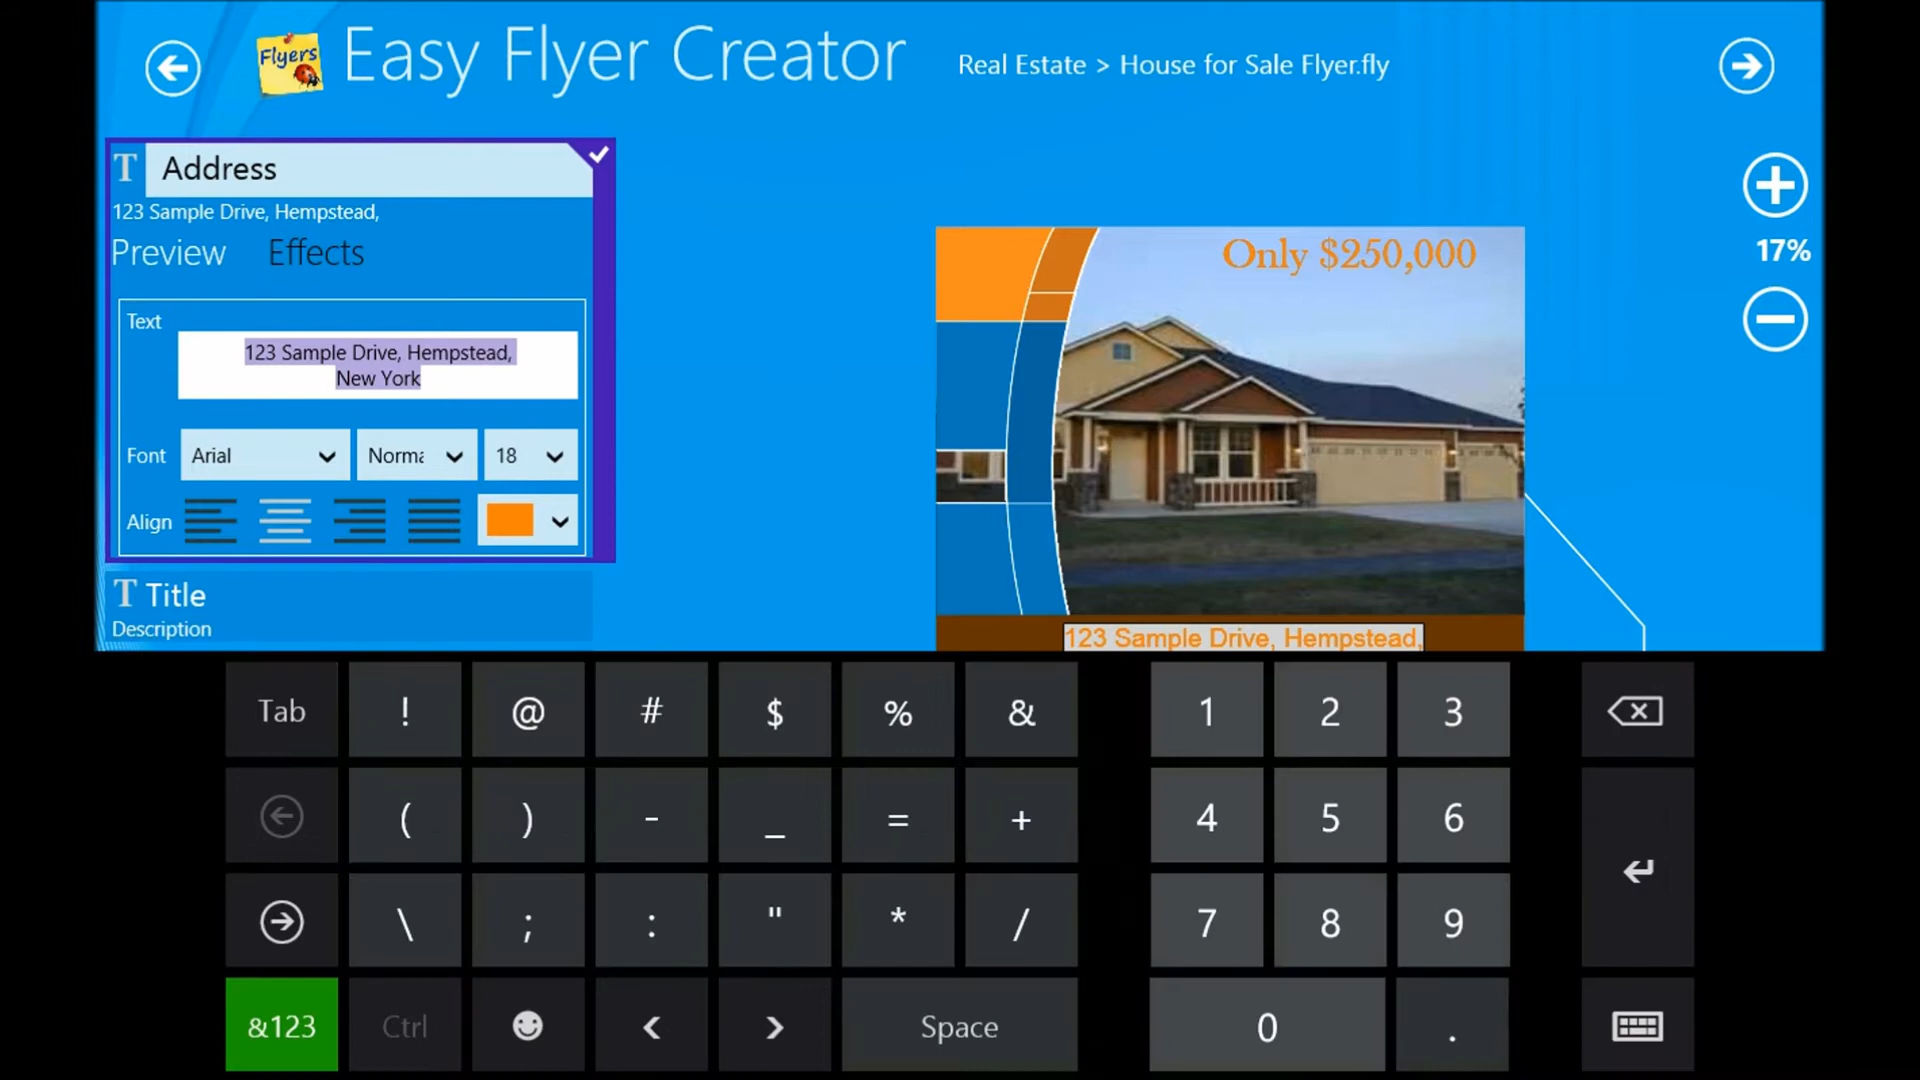 Flyers
Easy Flyer Creator
Real Estate > House for Sale Flyer.fly
T Address
123 Sample Drive, Hempstead,
Preview Effects
Text
123 Sample Drive, Hempstead,
New York
Font Arial Norma 18
Align
T Title
Description
17%
Only $250,000
123 Sample Drive, Hempstead,
Tab ! @ # $ % & 1 2 3
( ) - _ = + 4 5 6
\ ; : " * / 7 8 9
&123 Ctrl < > Space 0 .